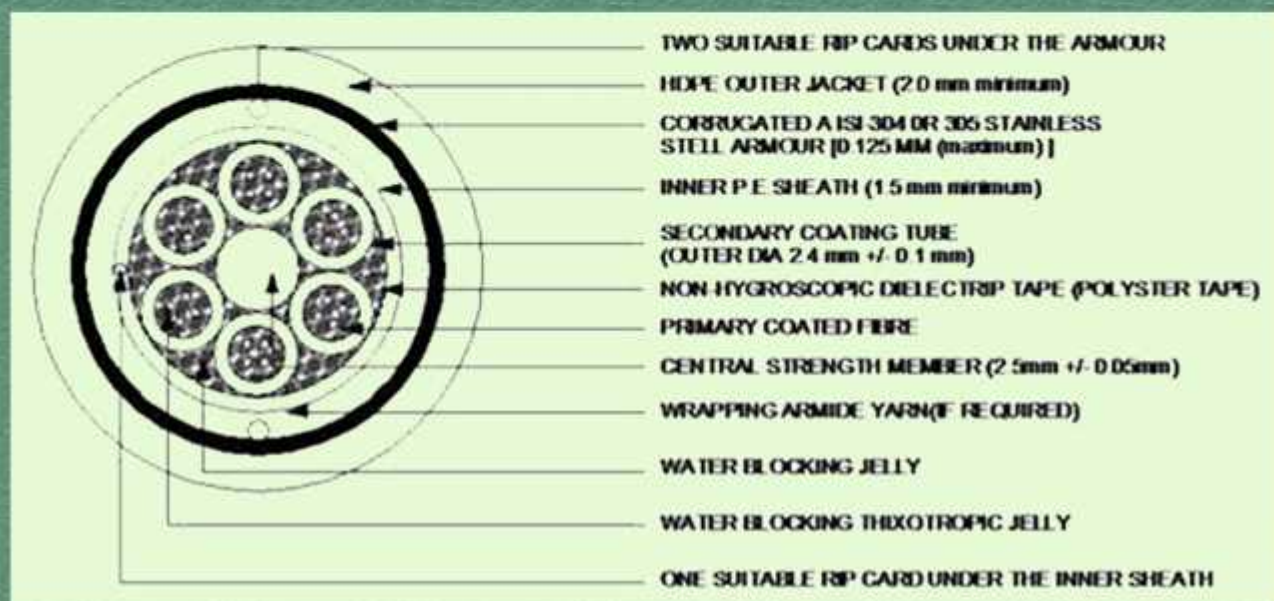 TWO SUITABLE RIP CARDS UNDER THE ARMOUR
HDPE OUTER JACKET (2.0 mm minimum)
CORRUGATED A ISI 304 0R 305 STAINLESS
STELL ARMOUR [0.125 MM (maximum) ]
INNER P.E SHEATH (1.5 mm minimum)
SECONDARY COATING TUBE
(OUTER DIA 2.4 mm +/- 0.1 mm)
NON-HYGROSCOPIC DIELECTRIP TAPE (POLYSTER TAPE)
PRIMARY COATED FIBRE
CENTRAL STRENGTH MEMBER (2.5mm +/- 0.05mm)
WRAPPING ARMIDE YARN(IF REQUIRED)
WATER BLOCKING JELLY
WATER BLOCKING THIXOTROPIC JELLY
ONE SUITABLE RIP CARD UNDER THE INNER SHEATH